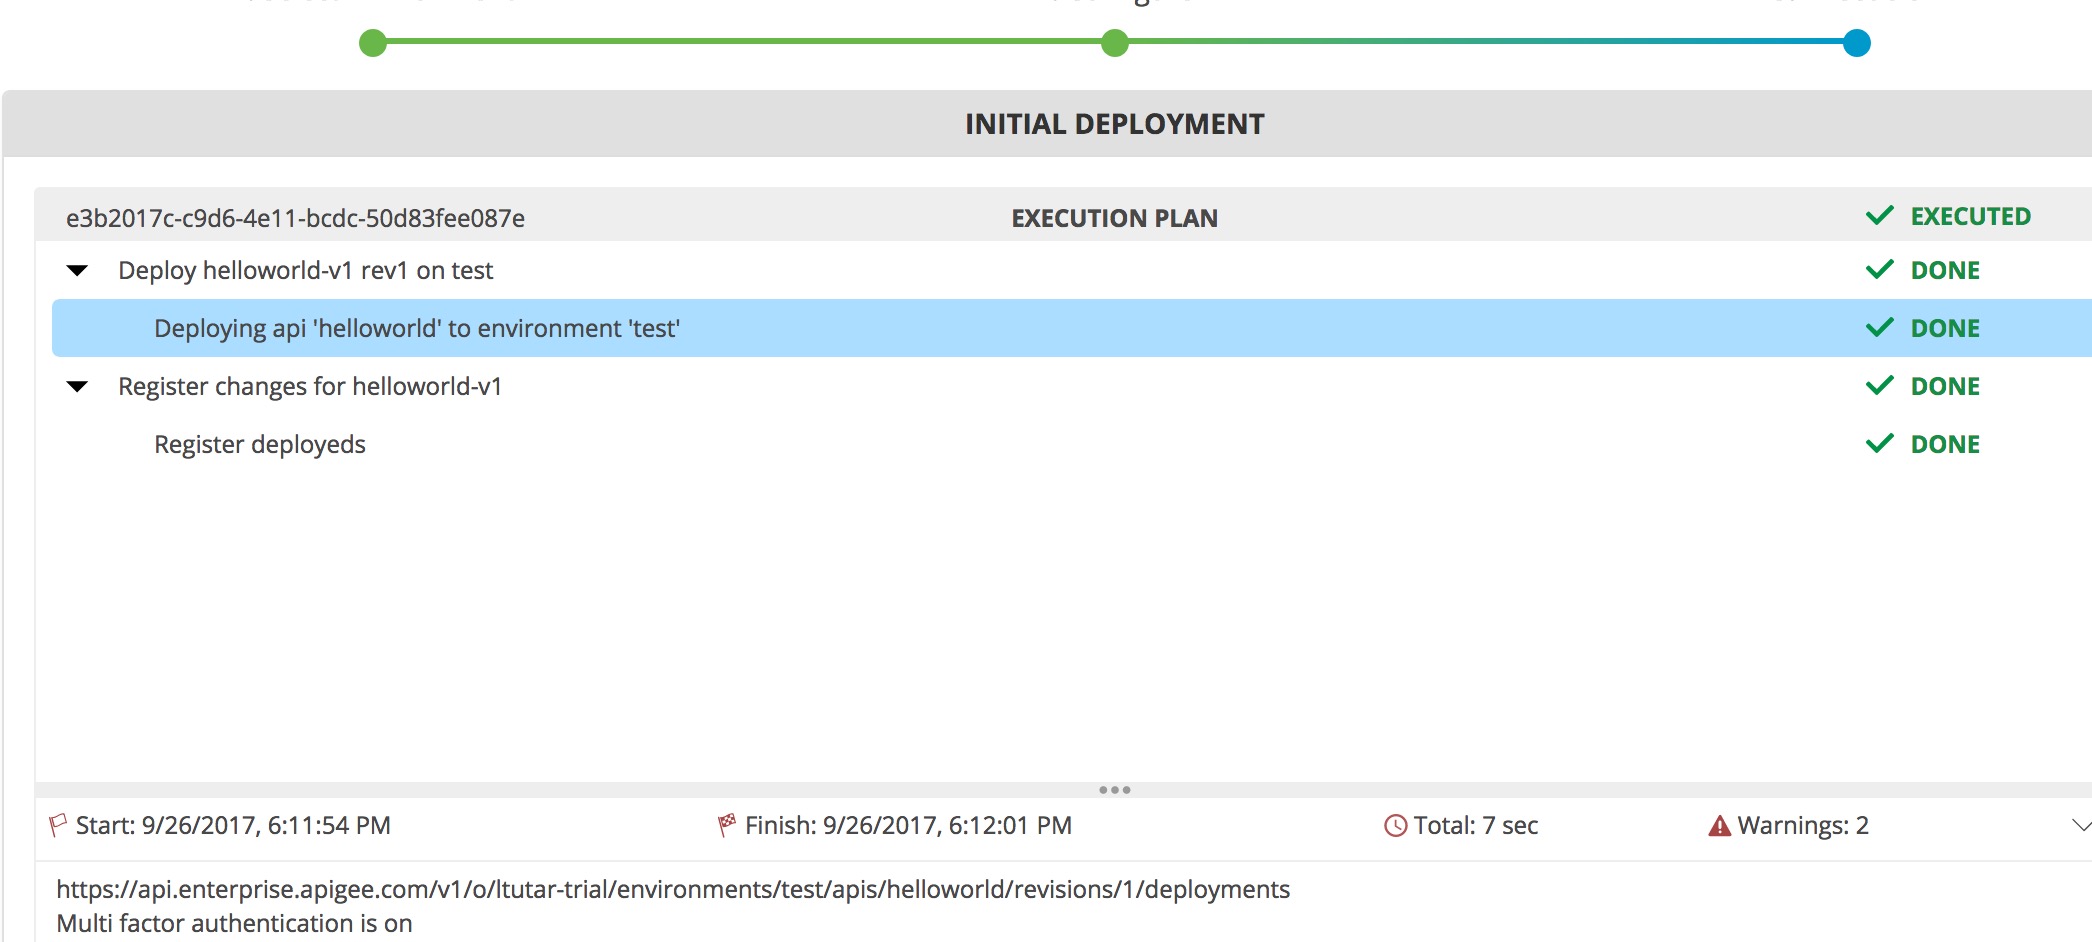 INITIAL DEPLOYMENT
e3b2017c-c9d6-4e11-bcdc-50d83fee087e EXECUTION PLAN EXECUTED
Deploy helloworld-v1 rev1 on test DONE
Deploying api 'helloworld' to environment 'test' DONE
Register changes for helloworld-v1 DONE
Register deployeds DONE
Start: 9/26/2017, 6:11:54 PM Finish: 9/26/2017, 6:12:01 PM Total: 7 sec Warnings: 2
https://api.enterprise.apigee.com/v1/o/ltutar-trial/environments/test/apis/helloworld/revisions/1/deployments
Multi factor authentication is on